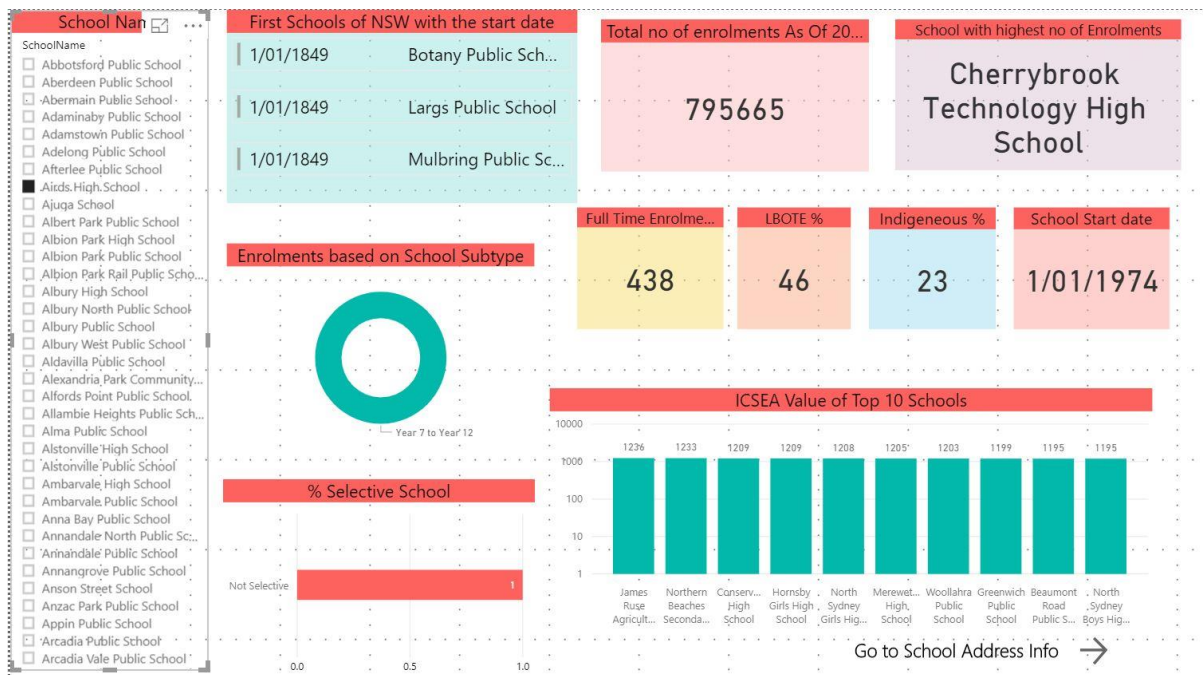 School Nan
SchoolName
Abbotsford Public School
Aberdeen Public School
Abermain Public School
Adaminaby Public School
Adamstown Public School
Adelong Public School
Afterlee Public School
Airds High School
Ajuga School
Albert Park Public School
Albion Park High School
Albion Park Public School
Albion Park Rail Public Scho...
Albury High School
Albury North Public School
Albury Public School
Albury West Public School
Aldavilla Public School
Alexandria Park Community...
Alfords Point Public School
Allambie Heights Public Sch...
Alma Public School
Alstonville High School
Alstonville Public School
Ambarvale High School
Ambarvale Public School
Anna Bay Public School
Annandale North Public Sc...
Annandale Public School
Annangrove Public School
Anson Street School
Anzac Park Public School
Appin Public School
Arcadia Public School
Arcadia Vale Public School
First Schools of NSW with the start date
1/01/1849 Botany Public Sch...
1/01/1849 Largs Public School
1/01/1849 Mulbring Public Sc...
Total no of enrolments As Of 20...
795665
School with highest no of Enrolments
Cherrybrook
Technology High
School
Full Time Enrolme...
438
LBOTE %
46
Indigeneous %
23
School Start date
1/01/1974
Enrolments based on School Subtype
Year 7 to Year 12
% Selective School
Not Selective
1
0.0 0.5 1.0
ICSEA Value of Top 10 Schools
10000
1000
100
10
1
1236 1233 1209 1209 1208 1205 1203 1199 1195 1195
James
Ruse
Agricult...
Northern
Beaches
Seconda...
Conserv...
High
School
Hornsby
Girls High
School
North
Sydney
Girls Hig...
Merewet...
High
School
Woollahra
Public
School
Greenwich
Public
School
Beaumont
Road
Public S...
North
Sydney
Boys Hig...
Go to School Address Info